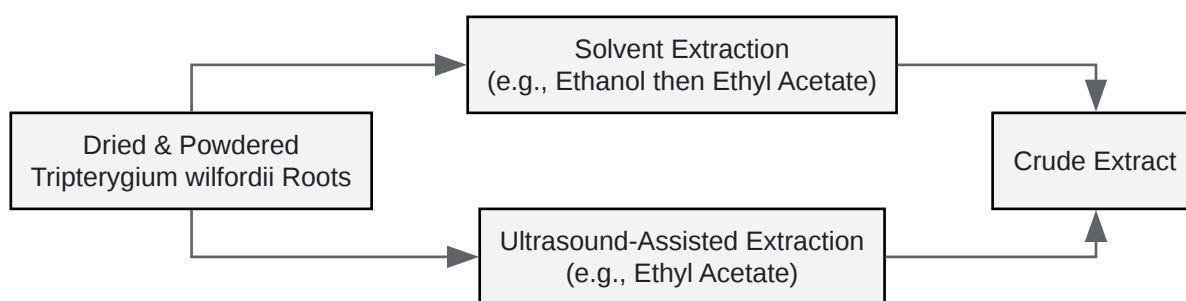 Solvent Extraction
(e.g., Ethanol then Ethyl Acetate)
Dried & Powdered
Tripterygium wilfordii Roots
Crude Extract
Ultrasound-Assisted Extraction
(e.g., Ethyl Acetate)